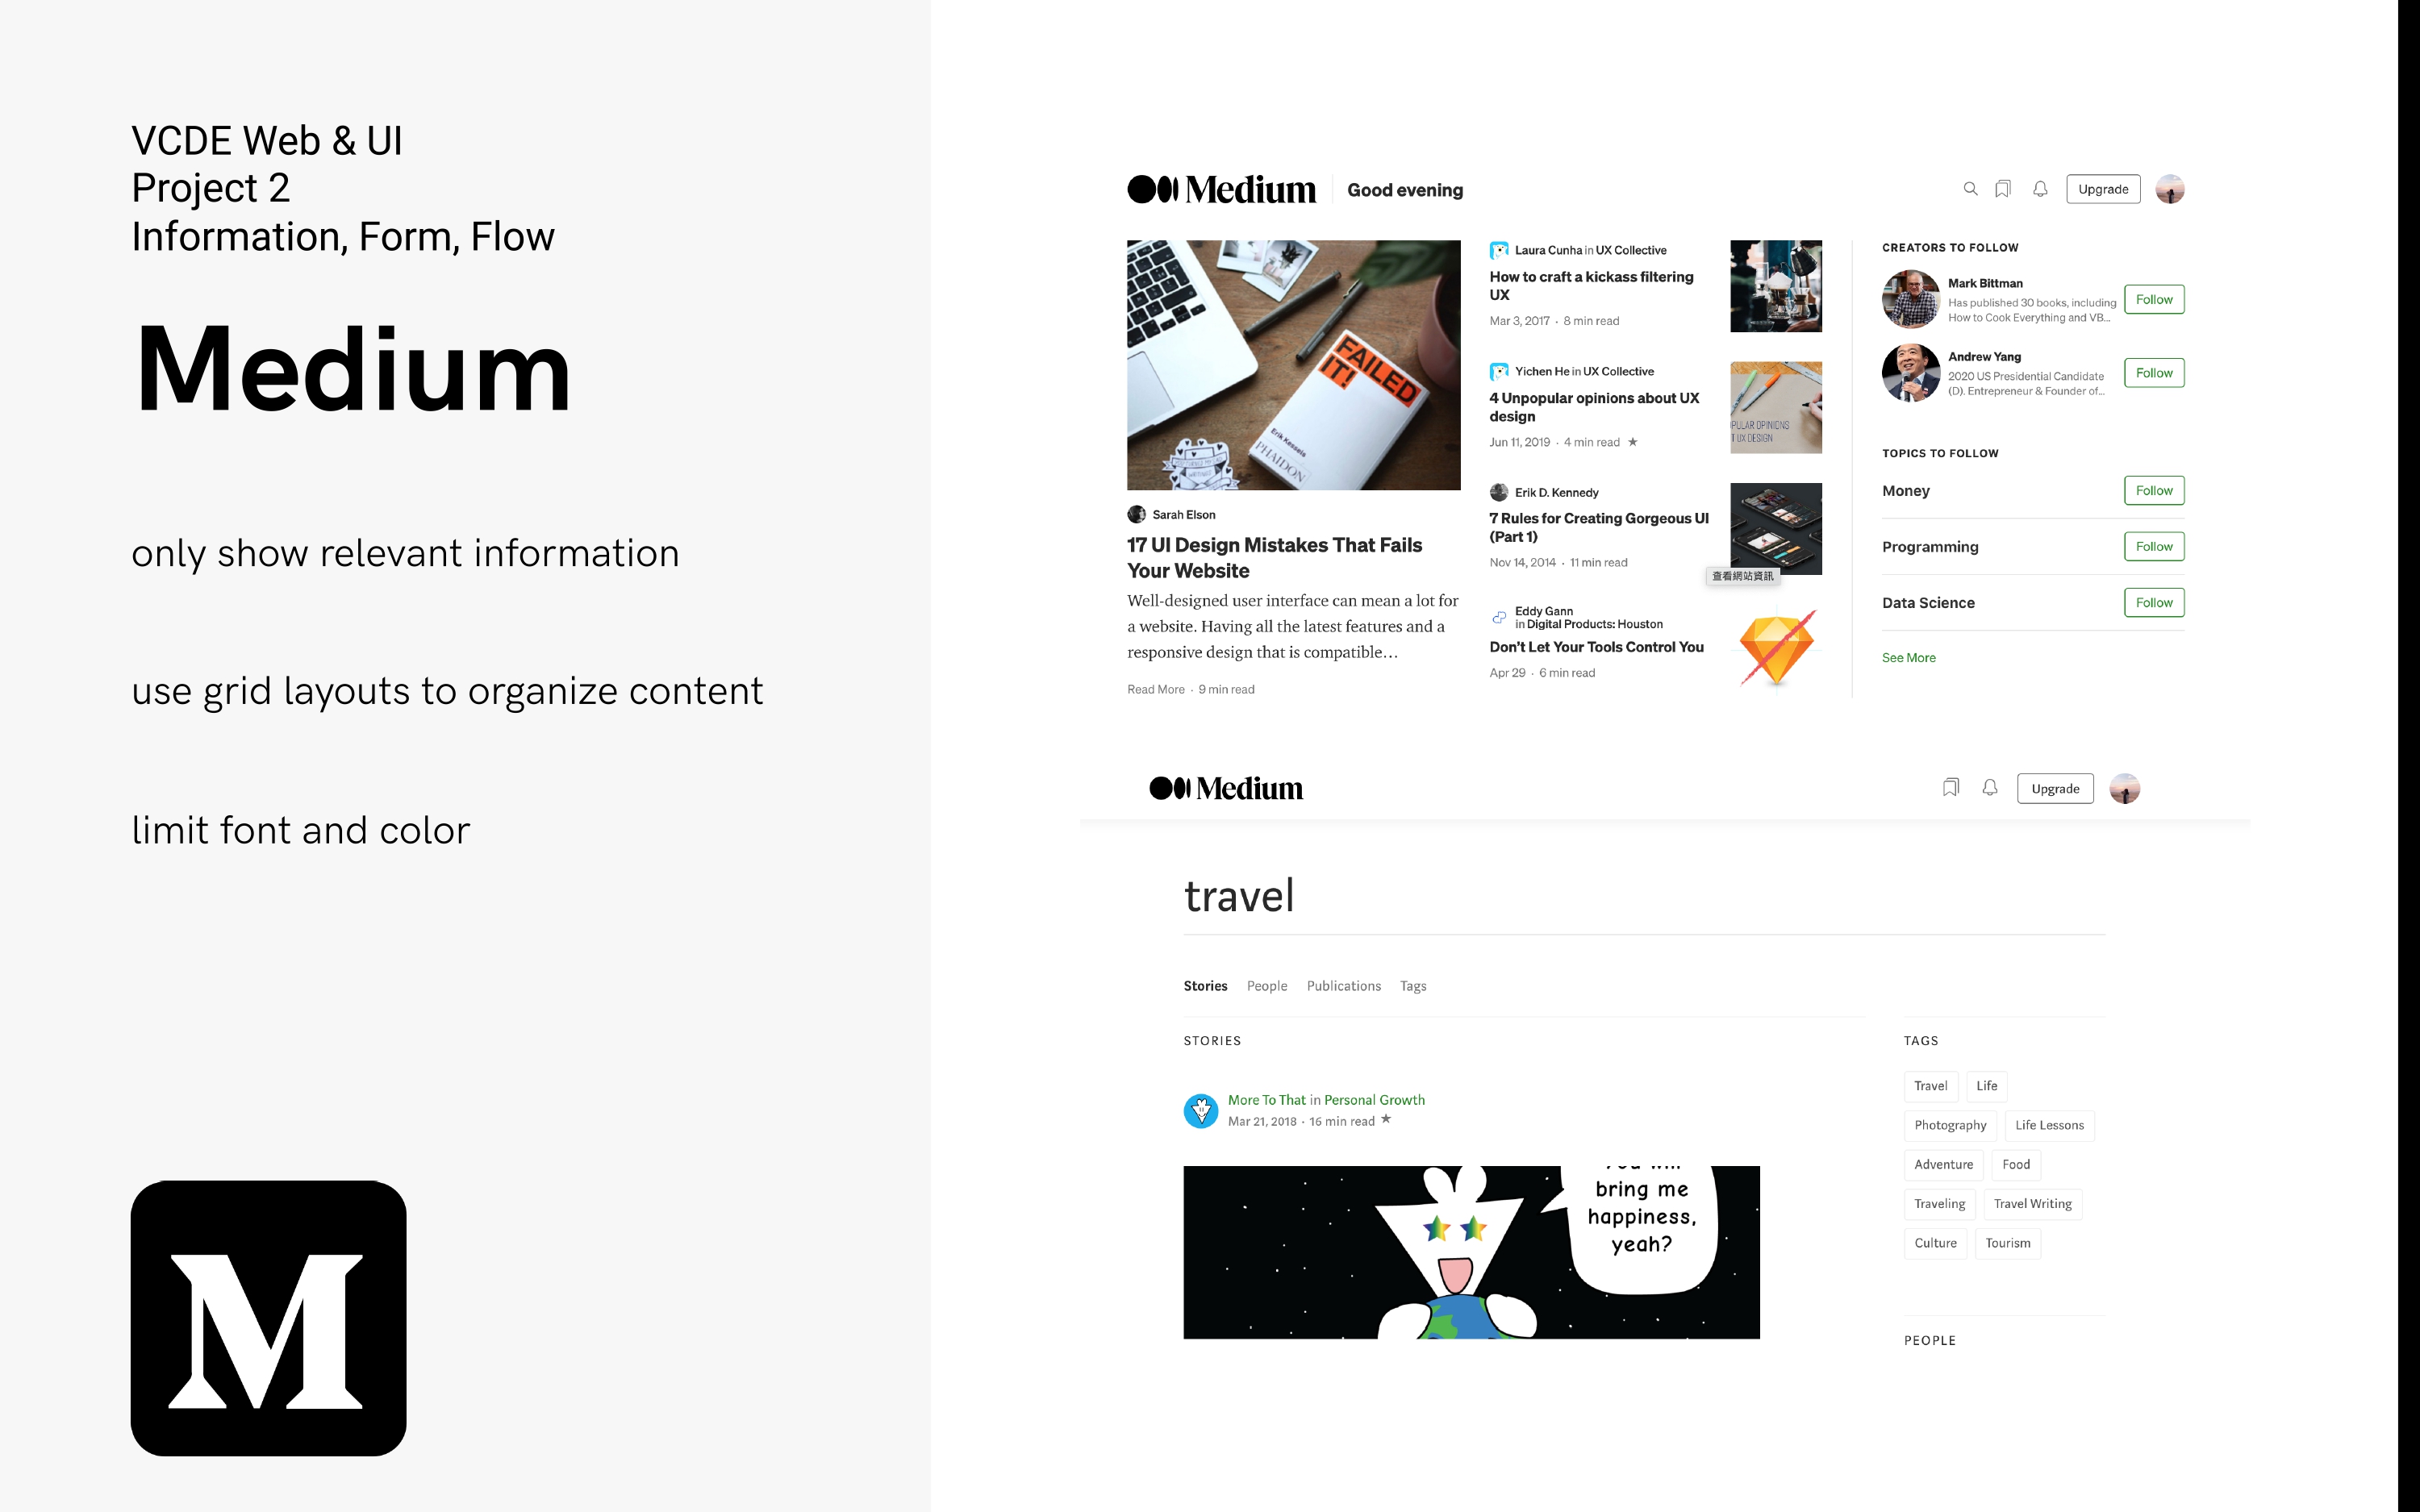 VCDE Web & UI
Project 2
Information, Form, Flow
Medium
only show relevant information
use grid layouts to organize content
limit font and color
M
Medium
Good evening
Upgrade
FAILED
IT!
Erik Kessels
PHAIDON
Sarah Elson
17 UI Design Mistakes That Fails
Your Website
Well-designed user interface can mean a lot for
a website. Having all the latest features and a
responsive design that is compatible…
Read More · 9 min read
Laura Cunha in UX Collective
How to craft a kickass filtering
UX
Mar 3, 2017 · 8 min read
Yichen He in UX Collective
4 Unpopular opinions about UX
design
Jun 11, 2019 · 4 min read ★
PULAR OPINIONS
T UX DESIGN
Erik D. Kennedy
7 Rules for Creating Gorgeous UI
(Part 1)
Nov 14, 2014 · 11 min read
查看網站資訊
Eddy Gann
in Digital Products: Houston
Don't Let Your Tools Control You
Apr 29 · 6 min read
CREATORS TO FOLLOW
Mark Bittman
Has published 30 books, including
How to Cook Everything and VB…
Follow
Andrew Yang
2020 US Presidential Candidate
(D). Entrepreneur & Founder of…
Follow
TOPICS TO FOLLOW
Money
Follow
Programming
Follow
Data Science
Follow
See More
Medium
Upgrade
travel
Stories People Publications Tags
STORIES
More To That in Personal Growth
Mar 21, 2018 · 16 min read ★
bring me
happiness,
yeah?
TAGS
Travel Life
Photography Life Lessons
Adventure Food
Traveling Travel Writing
Culture Tourism
PEOPLE